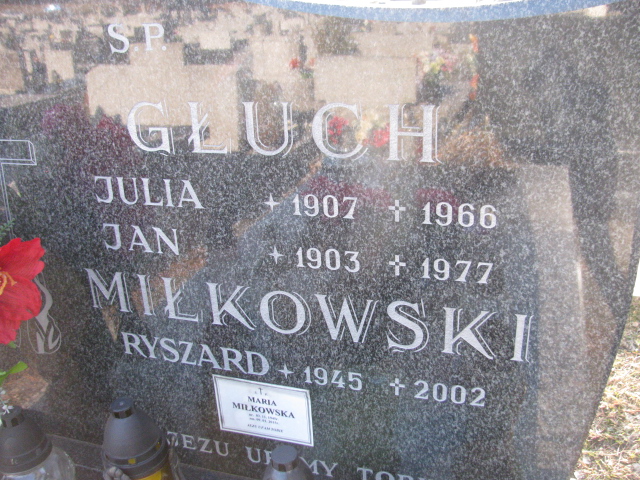 S.P.
GŁUCH
JULIA + 1907 + 1966
JAN + 1903 + 1977
MIŁKOWSKI
RYSZARD + 1945 + 2002
MARIA
MIŁKOWSKA